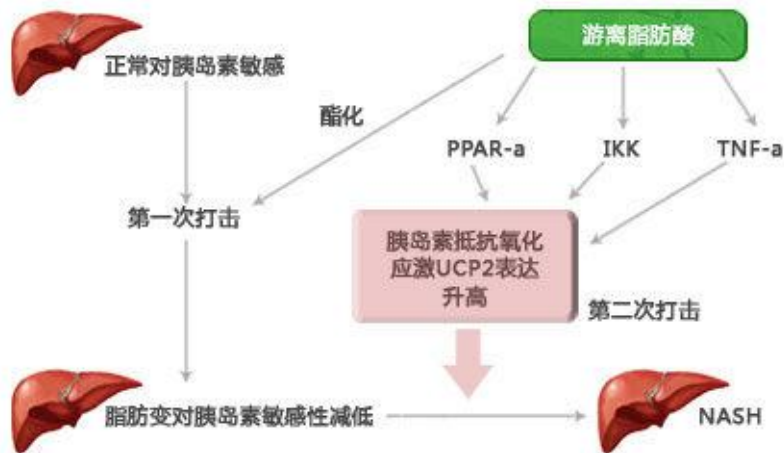 游离脂肪酸
正常对胰岛素敏感
酯化
PPAR-a
IKK
TNF-a
第一次打击
胰岛素抵抗氧化
应激UCP2表达
升高
第二次打击
脂肪变对胰岛素敏感性减低
NASH